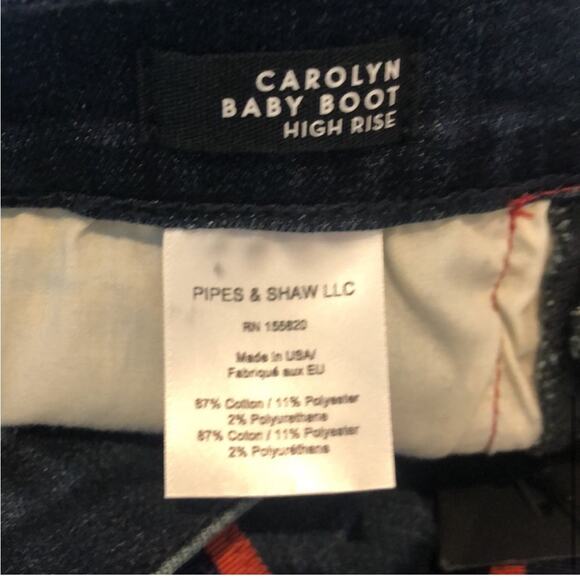 CAROLYN
BABY BOOT
HIGH RISE
PIPES & SHAW LLC
RN 155820
Made in USA/
Fabriqué aux EU
87% Cotton / 11% Polyester
2% Polyurethane
87% Coton / 11% Polyester
2% Polyuréthane